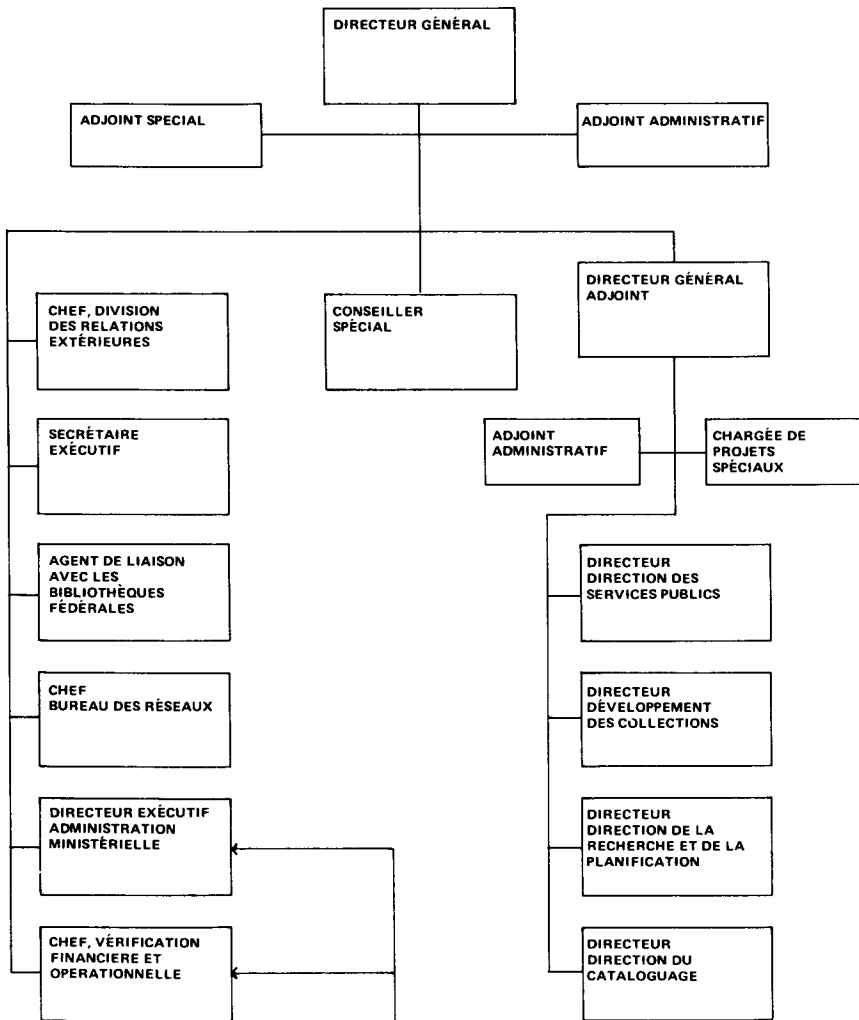 DIRECTEUR GÉNÉRAL
ADJOINT SPECIAL
ADJOINT ADMINISTRATIF
CHEF, DIVISION
DES RELATIONS
EXTÉRIEURES
CONSEILLER
SPÉCIAL
DIRECTEUR GÉNÉRAL
ADJOINT
SECRÉTAIRE
EXÉCUTIF
ADJOINT
ADMINISTRATIF
CHARGÉE DE
PROJETS
SPÉCIAUX
AGENT DE LIAISON
AVEC LES
BIBLIOTHÈQUES
FÉDÉRALES
DIRECTEUR
DIRECTION DES
SERVICES PUBLICS
CHEF
BUREAU DES RÉSEAUX
DIRECTEUR
DÉVELOPPEMENT
DES COLLECTIONS
DIRECTEUR EXÉCUTIF
ADMINISTRATION
MINISTÉRIELLE
DIRECTEUR
DIRECTION DE LA
RECHERCHE ET DE LA
PLANIFICATION
CHEF, VÉRIFICATION
FINANCIERE ET
OPERATIONNELLE
DIRECTEUR
DIRECTION DU
CATALOGUAGE